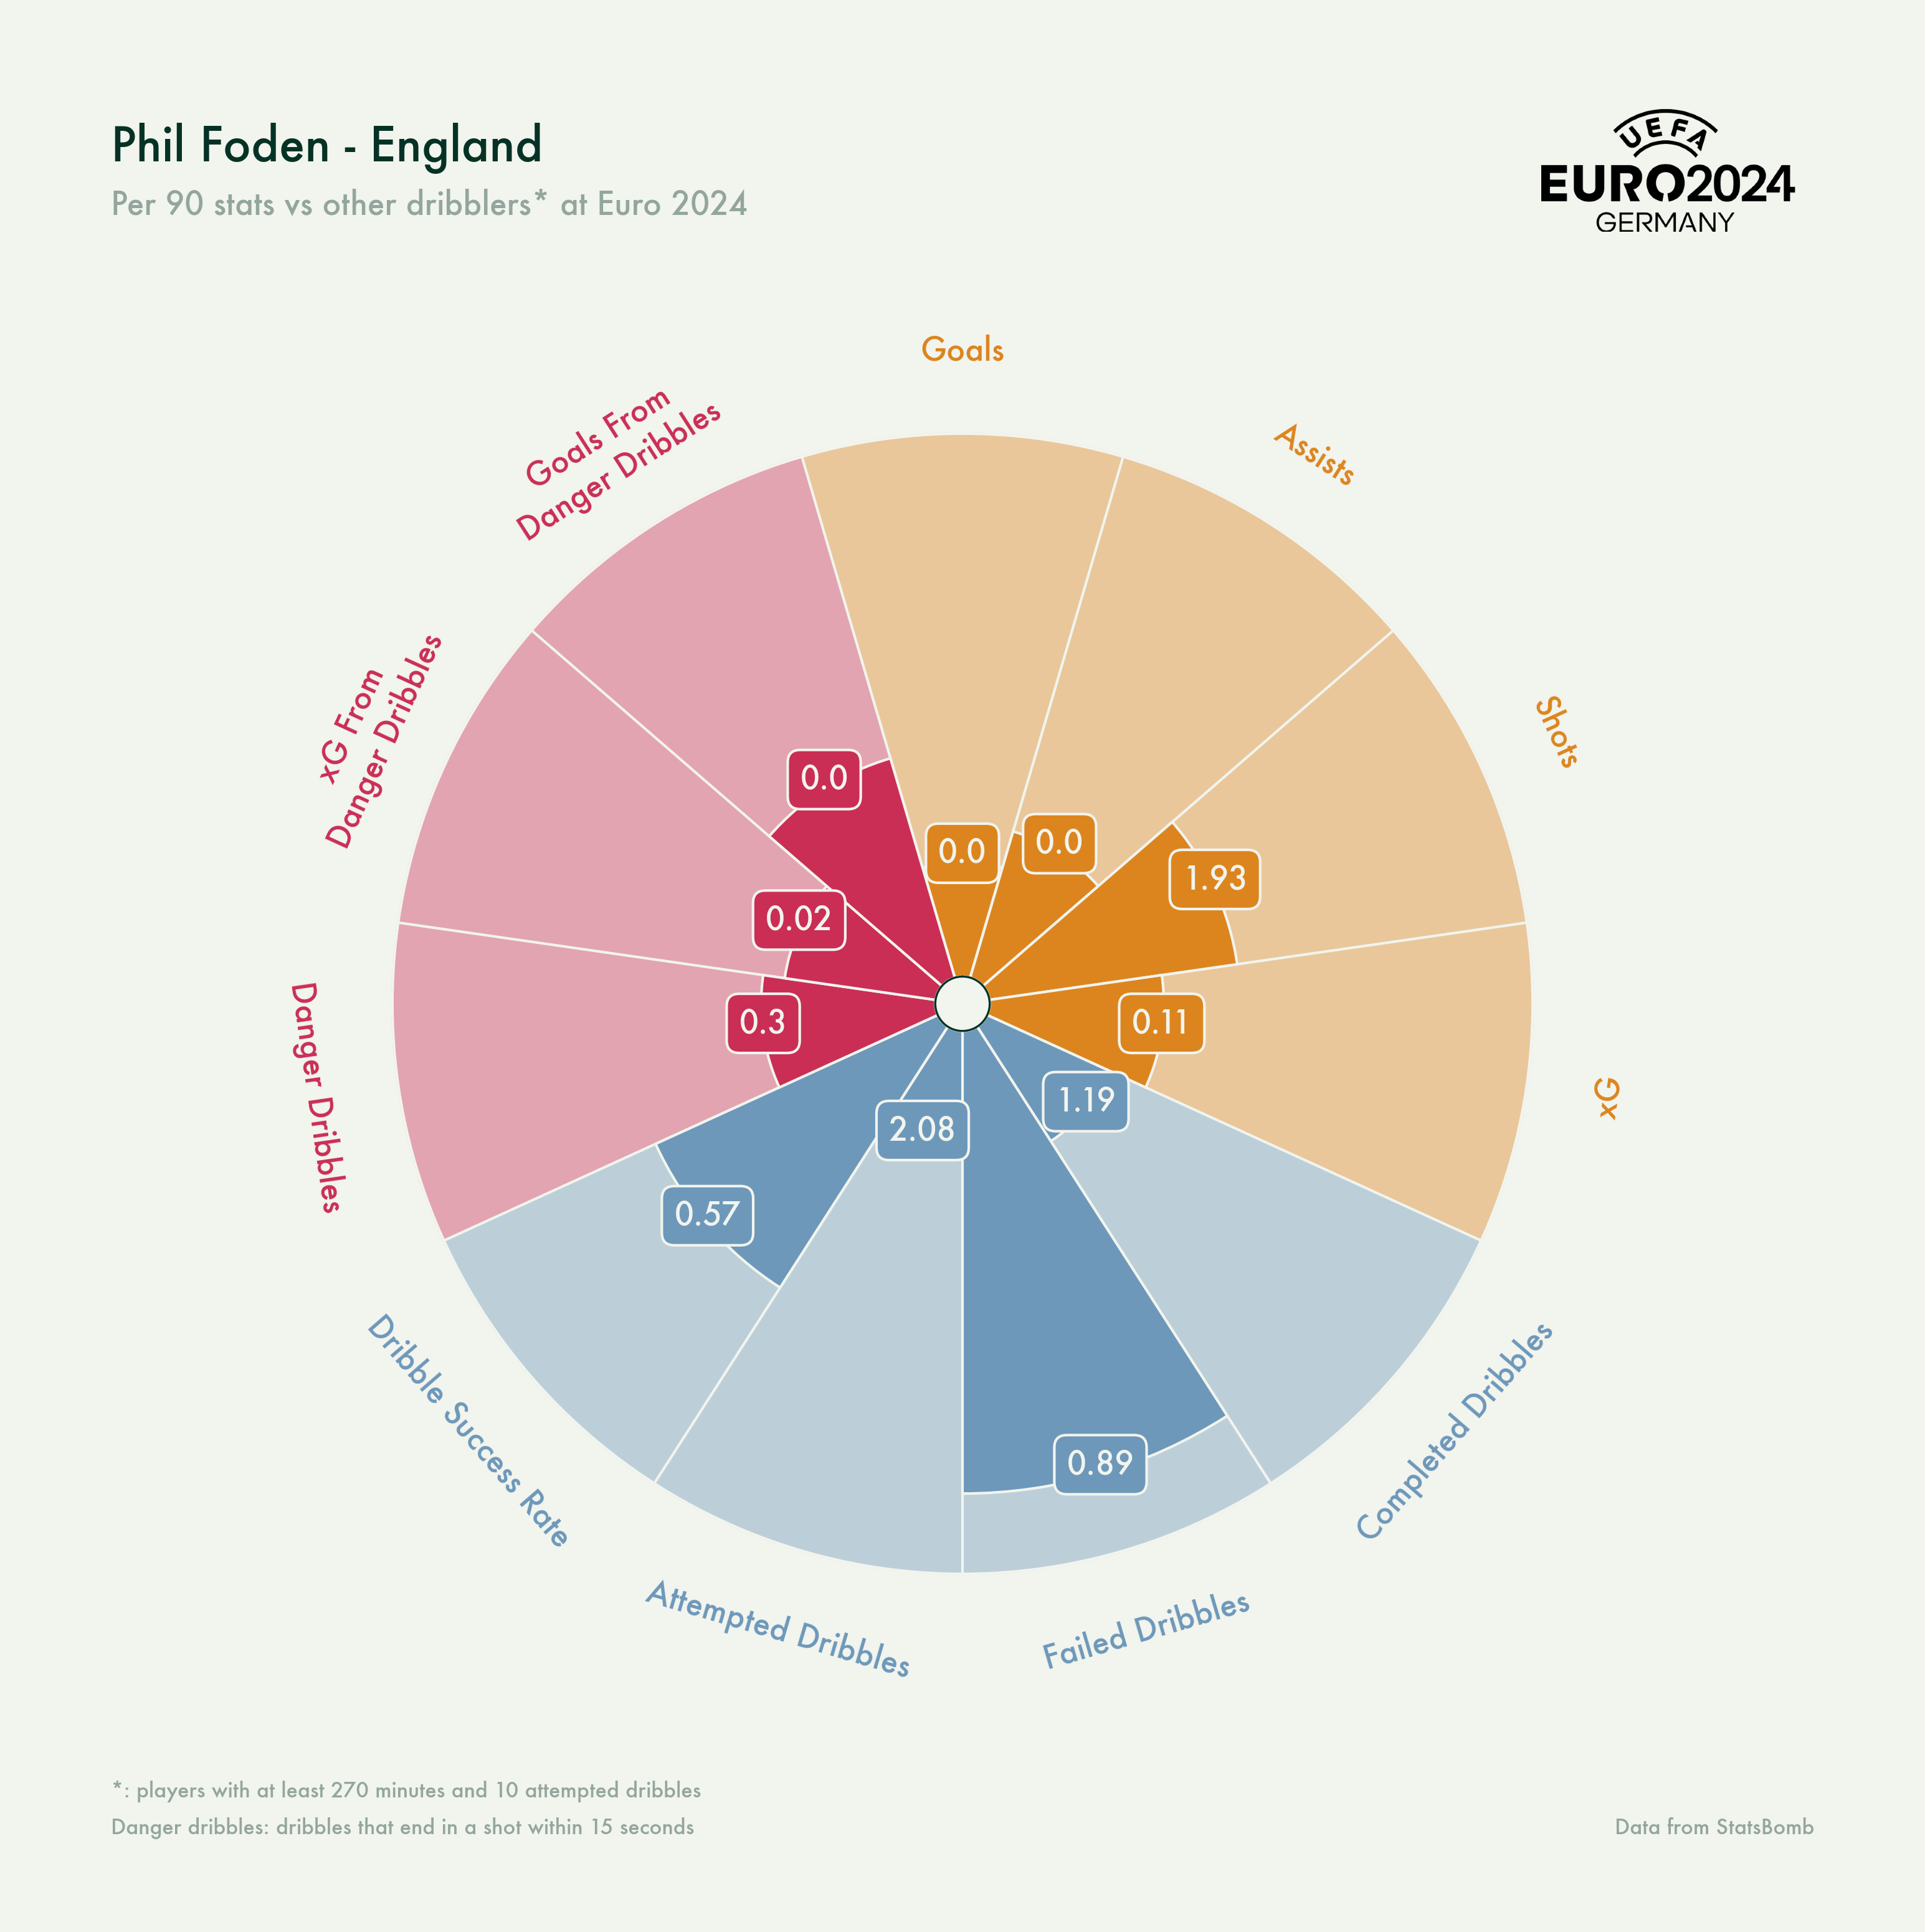 Phil Foden - England
Per 90 stats vs other dribblers* at Euro 2024
UEFA
EURO2024
GERMANY
Goals
Assists
Shots
xG
Completed Dribbles
Failed Dribbles
Attempted Dribbles
Dribble Success Rate
Danger Dribbles
xG From
Danger Dribbles
Goals From
Danger Dribbles
0.0
0.0
1.93
0.11
1.19
0.89
2.08
0.57
0.3
0.02
0.0
*: players with at least 270 minutes and 10 attempted dribbles
Danger dribbles: dribbles that end in a shot within 15 seconds
Data from StatsBomb